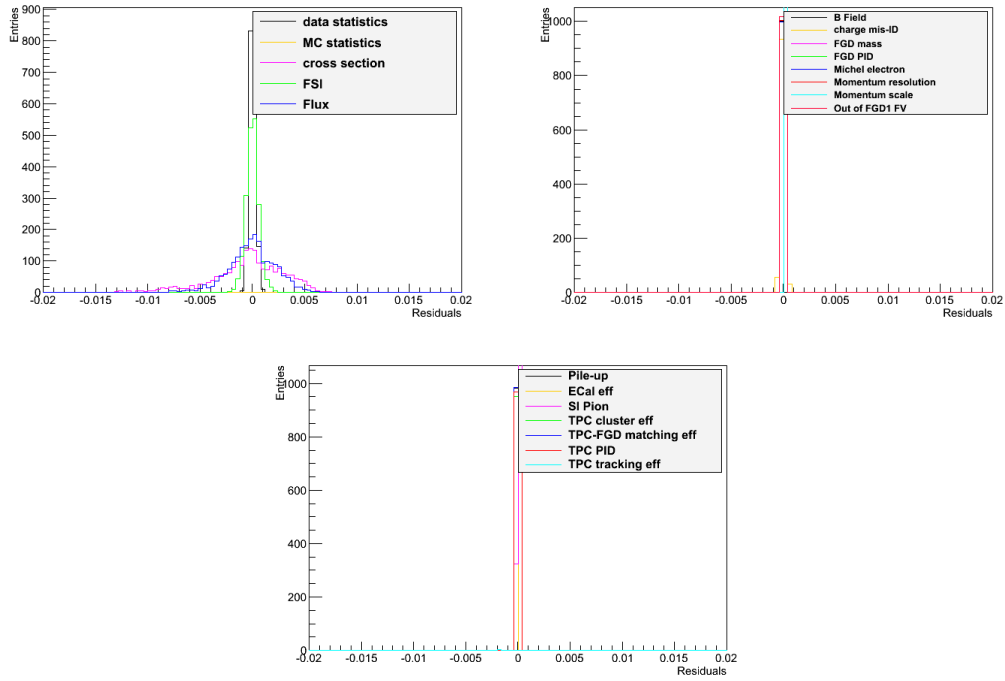 Entries
900
800
700
600
500
400
300
200
100
0
-0.02 -0.015 -0.01 -0.005 0 0.005 0.01 0.015 0.02
Residuals
data statistics
MC statistics
cross section
FSI
Flux
Entries
1000
800
600
400
200
0
-0.02 -0.015 -0.01 -0.005 0 0.005 0.01 0.015 0.02
Residuals
B Field
charge mis-ID
FGD mass
FGD PID
Michel electron
Momentum resolution
Momentum scale
Out of FGD1 FV
Entries
1000
800
600
400
200
0
-0.02 -0.015 -0.01 -0.005 0 0.005 0.01 0.015 0.02
Residuals
Pile-up
ECal eff
SI Pion
TPC cluster eff
TPC-FGD matching eff
TPC PID
TPC tracking eff